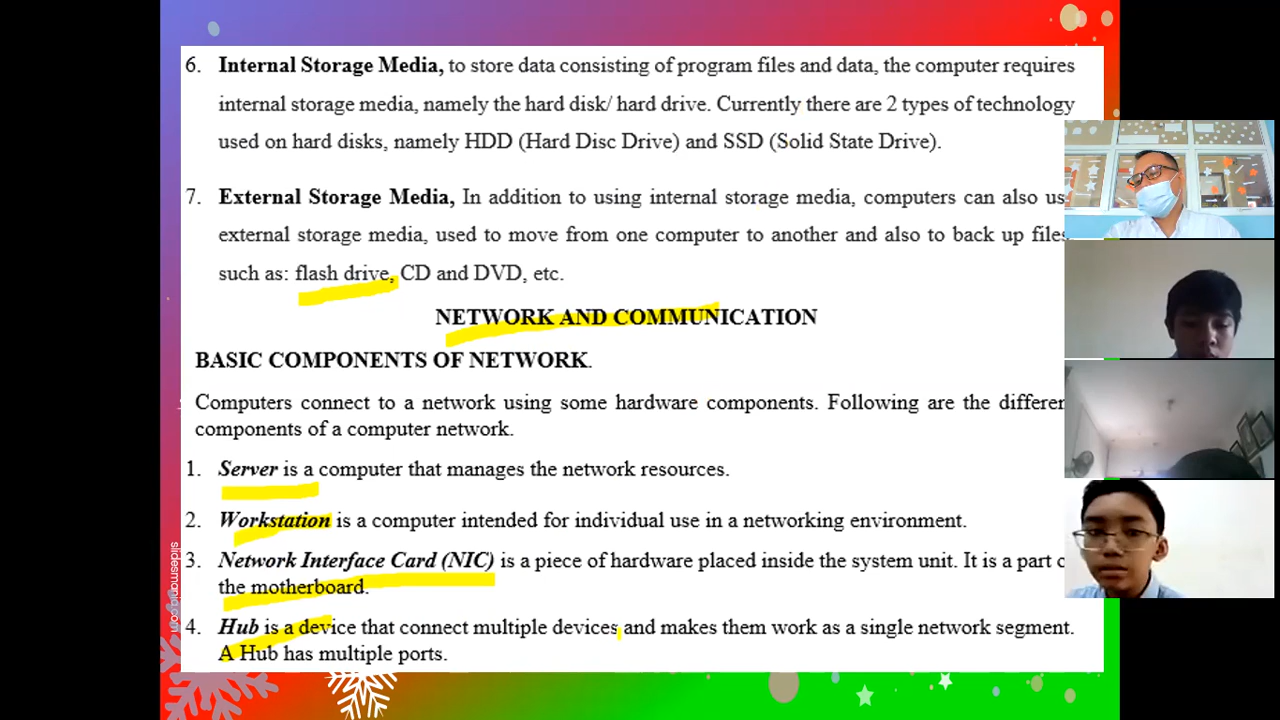 6. Internal Storage Media, to store data consisting of program files and data, the computer requires
internal storage media, namely the hard disk/ hard drive. Currently there are 2 types of technology
used on hard disks, namely HDD (Hard Disc Drive) and SSD (Solid State Drive).
7. External Storage Media, In addition to using internal storage media, computers can also us
external storage media, used to move from one computer to another and also to back up files
such as: flash drive, CD and DVD, etc.
NETWORK AND COMMUNICATION
BASIC COMPONENTS OF NETWORK.
Computers connect to a network using some hardware components. Following are the differen
components of a computer network.
1. Server is a computer that manages the network resources.
2. Workstation is a computer intended for individual use in a networking environment.
3. Network Interface Card (NIC) is a piece of hardware placed inside the system unit. It is a part o
the motherboard.
4. Hub is a device that connect multiple devices and makes them work as a single network segment.
A Hub has multiple ports.
slidesmania.com